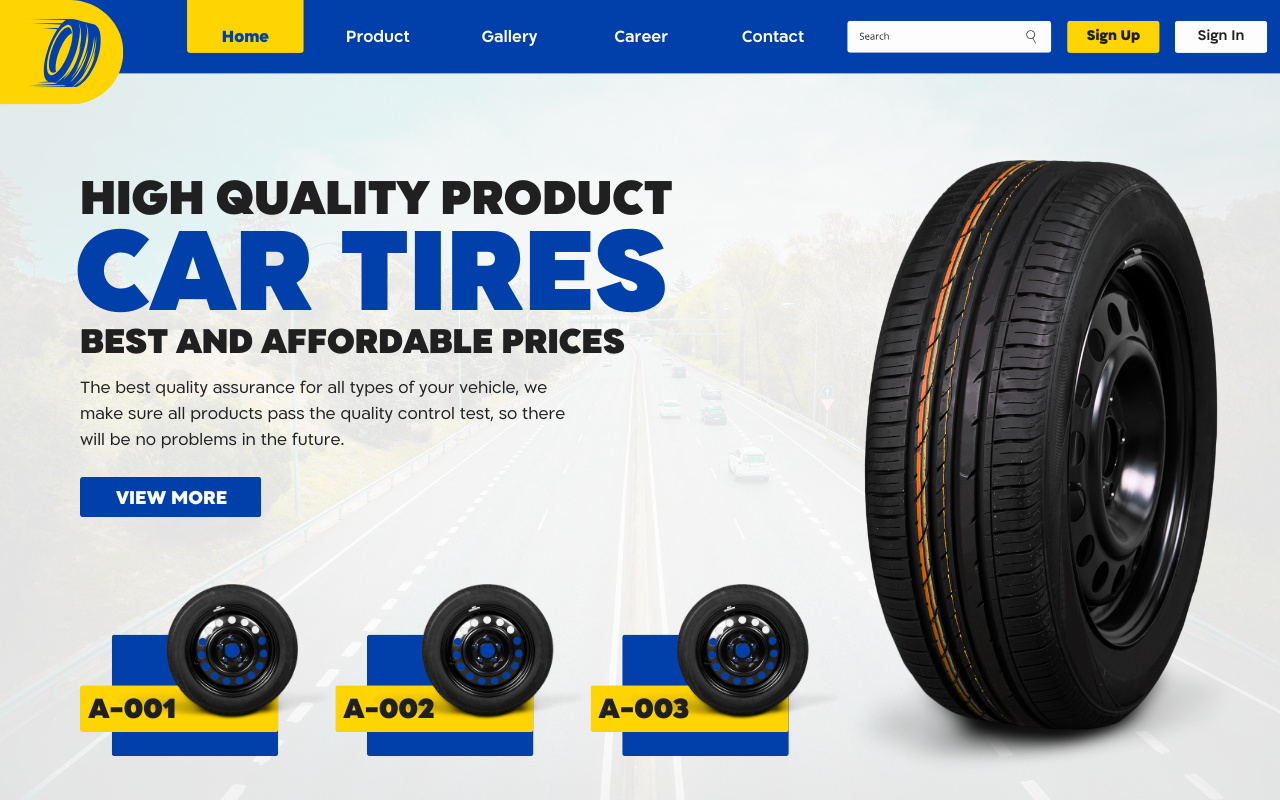 Home
Product
Gallery
Career
Contact
Search
Sign Up
Sign In
HIGH QUALITY PRODUCT
CAR TIRES
BEST AND AFFORDABLE PRICES
The best quality assurance for all types of your vehicle, we
make sure all products pass the quality control test, so there
will be no problems in the future.
VIEW MORE
A-001
A-002
A-003